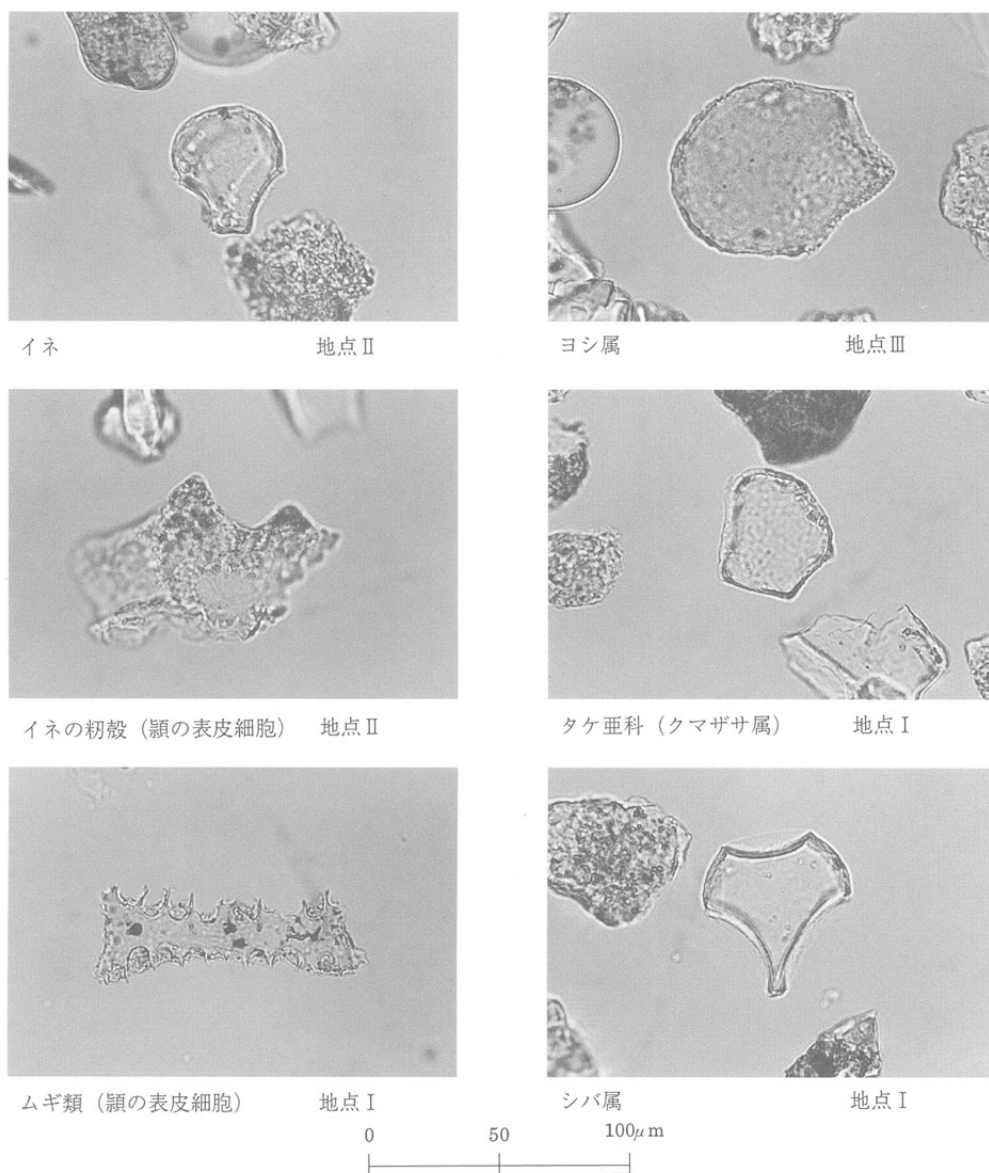 イネ 地点Ⅱ
ヨシ属 地点Ⅲ
イネの籾殻（穎の表皮細胞） 地点Ⅱ
タケ亜科（クマザサ属） 地点Ⅰ
ムギ類（穎の表皮細胞） 地点Ⅰ
シバ属 地点Ⅰ
0 50 100μm